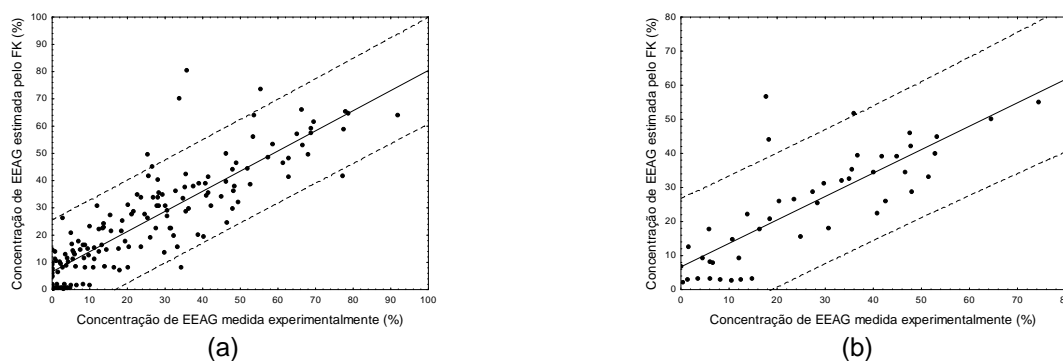 Concentração de EEAG estimada pelo FK (%)
100
90
80
70
60
50
40
30
20
10
0
0 10 20 30 40 50 60 70 80 90 100
Concentração de EEAG medida experimentalmente (%)
(a)
Concentração de EEAG estimada pelo FK (%)
80
70
60
50
40
30
20
10
0
0 10 20 30 40 50 60 70
Concentração de EEAG medida experimentalmente (%)
(b)